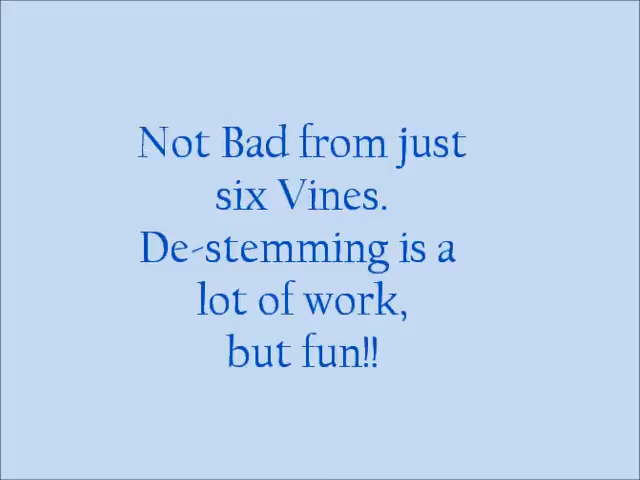 Not Bad from just
six Vines.
De-stemming is a
lot of work,
but fun!!